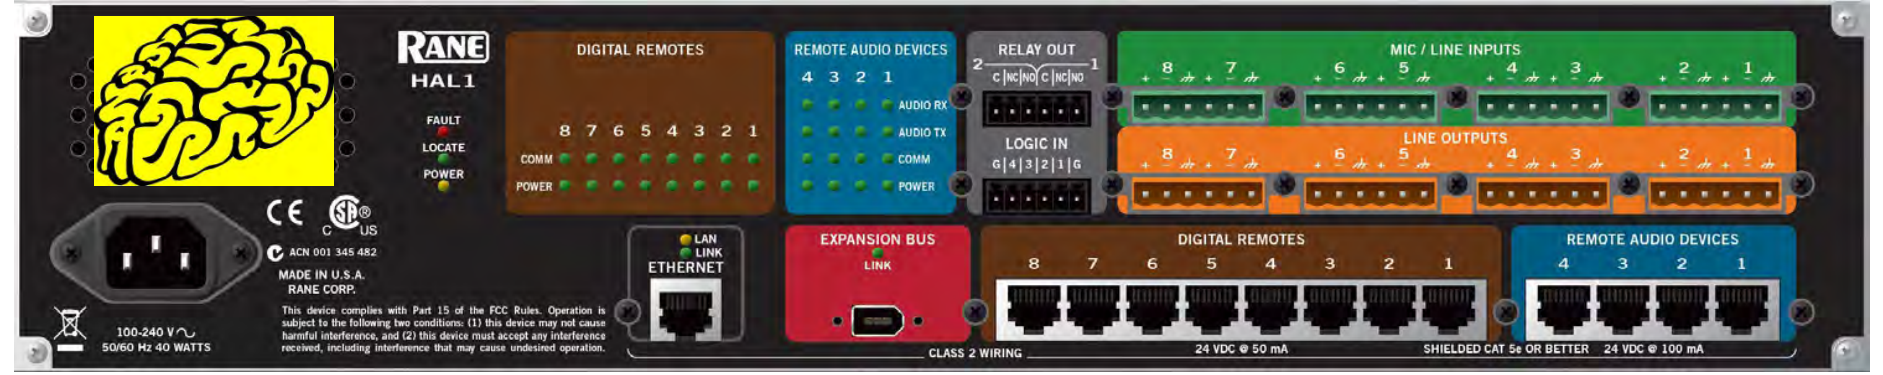 RANE
HAL1
FAULT
LOCATE
POWER
DIGITAL REMOTES
8 7 6 5 4 3 2 1
COMM
POWER
REMOTE AUDIO DEVICES
4 3 2 1
AUDIO RX
AUDIO TX
COMM
POWER
RELAY OUT
2 1
C|NC|NO C|NC|NO
LOGIC IN
G|4|3|2|1|G
MIC / LINE INPUTS
8 7 6 5 4 3 2 1
+ − + − + − + − + − + − + − + −
LINE OUTPUTS
8 7 6 5 4 3 2 1
+ − + − + − + − + − + − + − + −
CE SA ®
C US
ACN 001 345 482
MADE IN U.S.A.
RANE CORP.
100-240 V
50/60 Hz 40 WATTS
This device complies with Part 15 of the FCC Rules. Operation is
subject to the following two conditions: (1) this device may not cause
harmful interference, and (2) this device must accept any interference
received, including interference that may cause undesired operation.
LAN
LINK
ETHERNET
EXPANSION BUS
LINK
DIGITAL REMOTES
8 7 6 5 4 3 2 1
REMOTE AUDIO DEVICES
4 3 2 1
CLASS 2 WIRING
24 VDC @ 50 mA
SHIELDED CAT 5e OR BETTER 24 VDC @ 100 mA